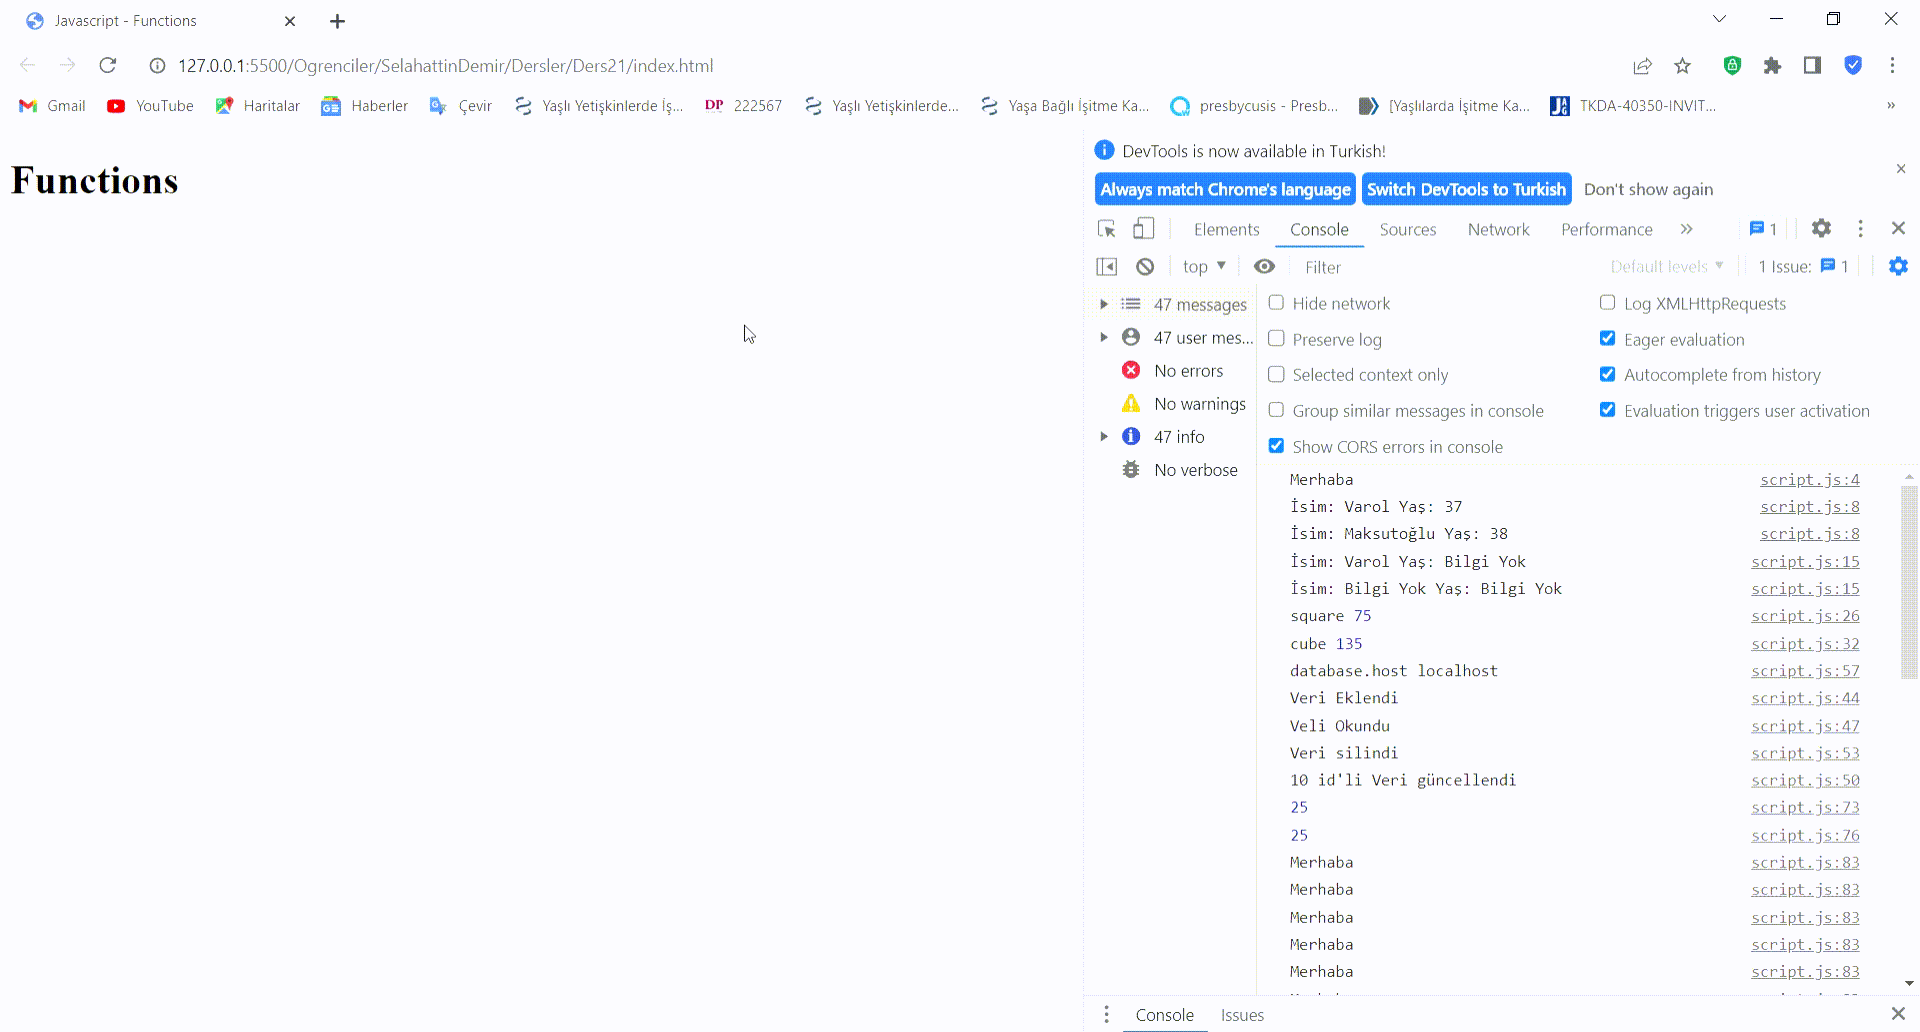 Javascript - Functions
127.0.0.1:5500/Ogrenciler/SelahattinDemir/Dersler/Ders21/index.html
Gmail YouTube Haritalar Haberler Çevir Yaşlı Yetişkinlerde İş... DP 222567 Yaşlı Yetişkinlerde... Yaşa Bağlı İşitme Ka... presbycusis - Presb... [Yaşlılarda İşitme Ka... TKDA-40350-INVIT... »
Functions
DevTools is now available in Turkish!
Always match Chrome's language Switch DevTools to Turkish Don't show again
Elements Console Sources Network Performance » 1
top Filter Default levels 1 Issue: 1
47 messages
47 user mes...
No errors
No warnings
47 info
No verbose
Hide network Log XMLHttpRequests
Preserve log Eager evaluation
Selected context only Autocomplete from history
Group similar messages in console Evaluation triggers user activation
Show CORS errors in console
Merhaba script.js:4
İsim: Varol Yaş: 37 script.js:8
İsim: Maksutoğlu Yaş: 38 script.js:8
İsim: Varol Yaş: Bilgi Yok script.js:15
İsim: Bilgi Yok Yaş: Bilgi Yok script.js:15
square 75 script.js:26
cube 135 script.js:32
database.host localhost script.js:57
Veri Eklendi script.js:44
Veli Okundu script.js:47
Veri silindi script.js:53
10 id'li Veri güncellendi script.js:50
25 script.js:73
25 script.js:76
Merhaba script.js:83
Merhaba script.js:83
Merhaba script.js:83
Merhaba script.js:83
Merhaba script.js:83
Console Issues